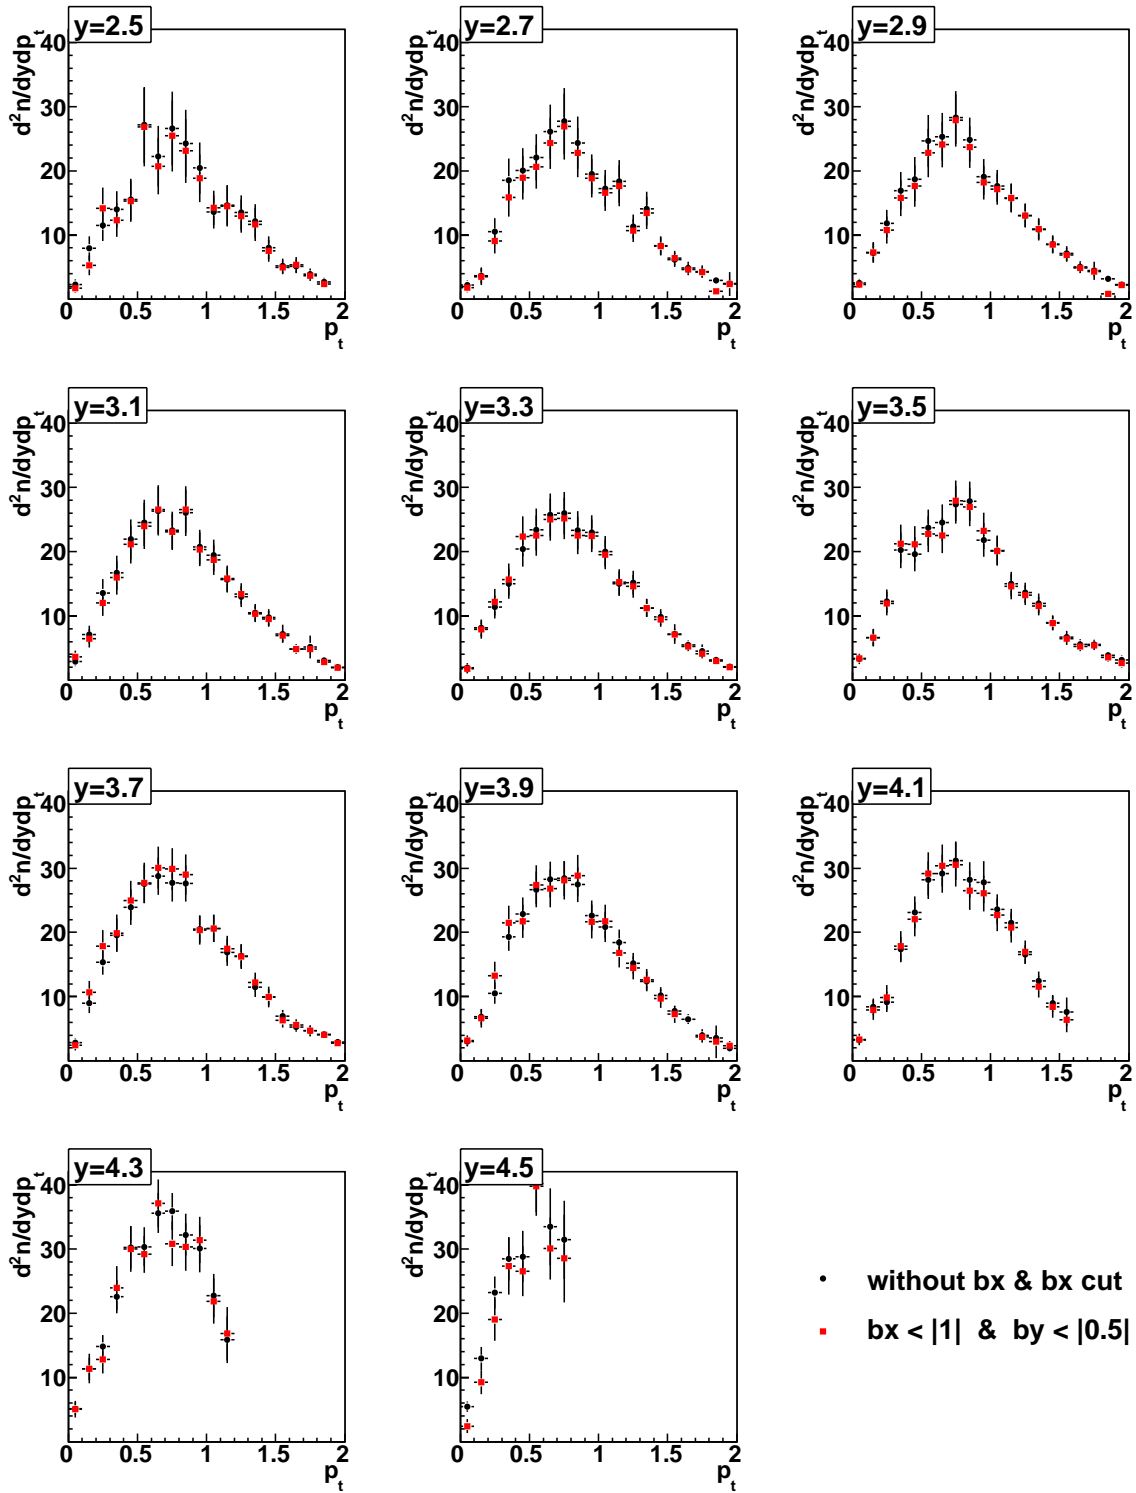 y=2.5
d²n/dydpₜ
40
30
20
10
0 0.5 1 1.5 2
pₜ
y=2.7
d²n/dydpₜ
40
30
20
10
0 0.5 1 1.5 2
pₜ
y=2.9
d²n/dydpₜ
40
30
20
10
0 0.5 1 1.5 2
pₜ
y=3.1
d²n/dydpₜ
40
30
20
10
0 0.5 1 1.5 2
pₜ
y=3.3
d²n/dydpₜ
40
30
20
10
0 0.5 1 1.5 2
pₜ
y=3.5
d²n/dydpₜ
40
30
20
10
0 0.5 1 1.5 2
pₜ
y=3.7
d²n/dydpₜ
40
30
20
10
0 0.5 1 1.5 2
pₜ
y=3.9
d²n/dydpₜ
40
30
20
10
0 0.5 1 1.5 2
pₜ
y=4.1
d²n/dydpₜ
40
30
20
10
0 0.5 1 1.5 2
pₜ
y=4.3
d²n/dydpₜ
40
30
20
10
0 0.5 1 1.5 2
pₜ
y=4.5
d²n/dydpₜ
40
30
20
10
0 0.5 1 1.5 2
pₜ
without bx & bx cut
bx < |1| & by < |0.5|